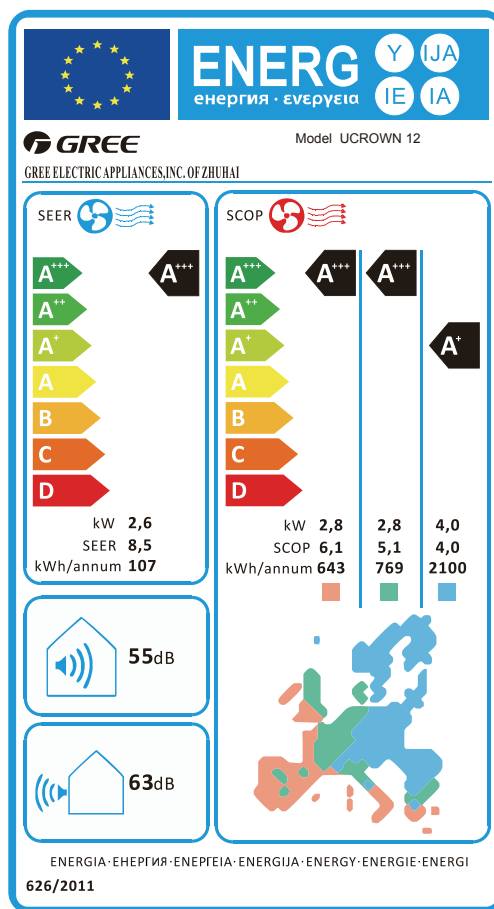 ENERG
енергия · ενεργεια
Y IJA
IE IA
GREE
Model UCROWN 12
GREE ELECTRIC APPLIANCES,INC. OF ZHUHAI
SEER
SCOP
A+++ A+++
A++
A+
A
B
C
D
kW 2,6
SEER 8,5
kWh/annum 107
A+++ A+++ A+++
A++
A+ A+
A
B
C
D
kW 2,8 2,8 4,0
SCOP 6,1 5,1 4,0
kWh/annum 643 769 2100
55dB
63dB
ENERGIA·ЕНЕРГИЯ·ΕΝΕΡΓΕΙΑ·ENERGIJA·ENERGY·ENERGIE·ENERGI
626/2011